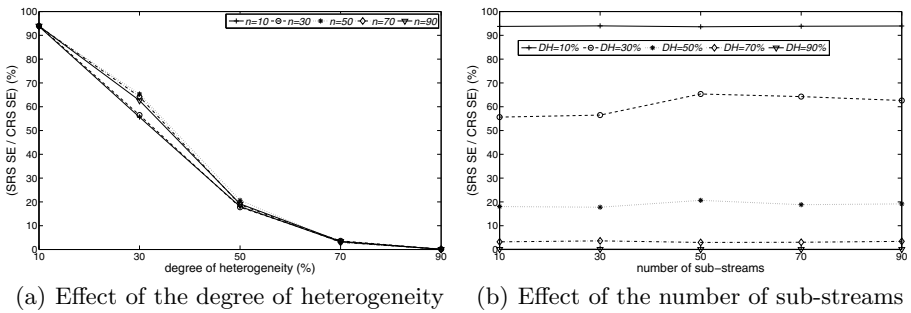 100
90
80
70
60
50
40
30
20
10
0
(SRS SE / CRS SE) (%)
n=10 n=30 n=50 n=70 n=90
10 30 50 70 90
degree of heterogeneity (%)
(a) Effect of the degree of heterogeneity
100
90
80
70
60
50
40
30
20
10
0
(SRS SE / CRS SE) (%)
DH=10% DH=30% DH=50% DH=70% DH=90%
10 30 50 70 90
number of sub−streams
(b) Effect of the number of sub-streams